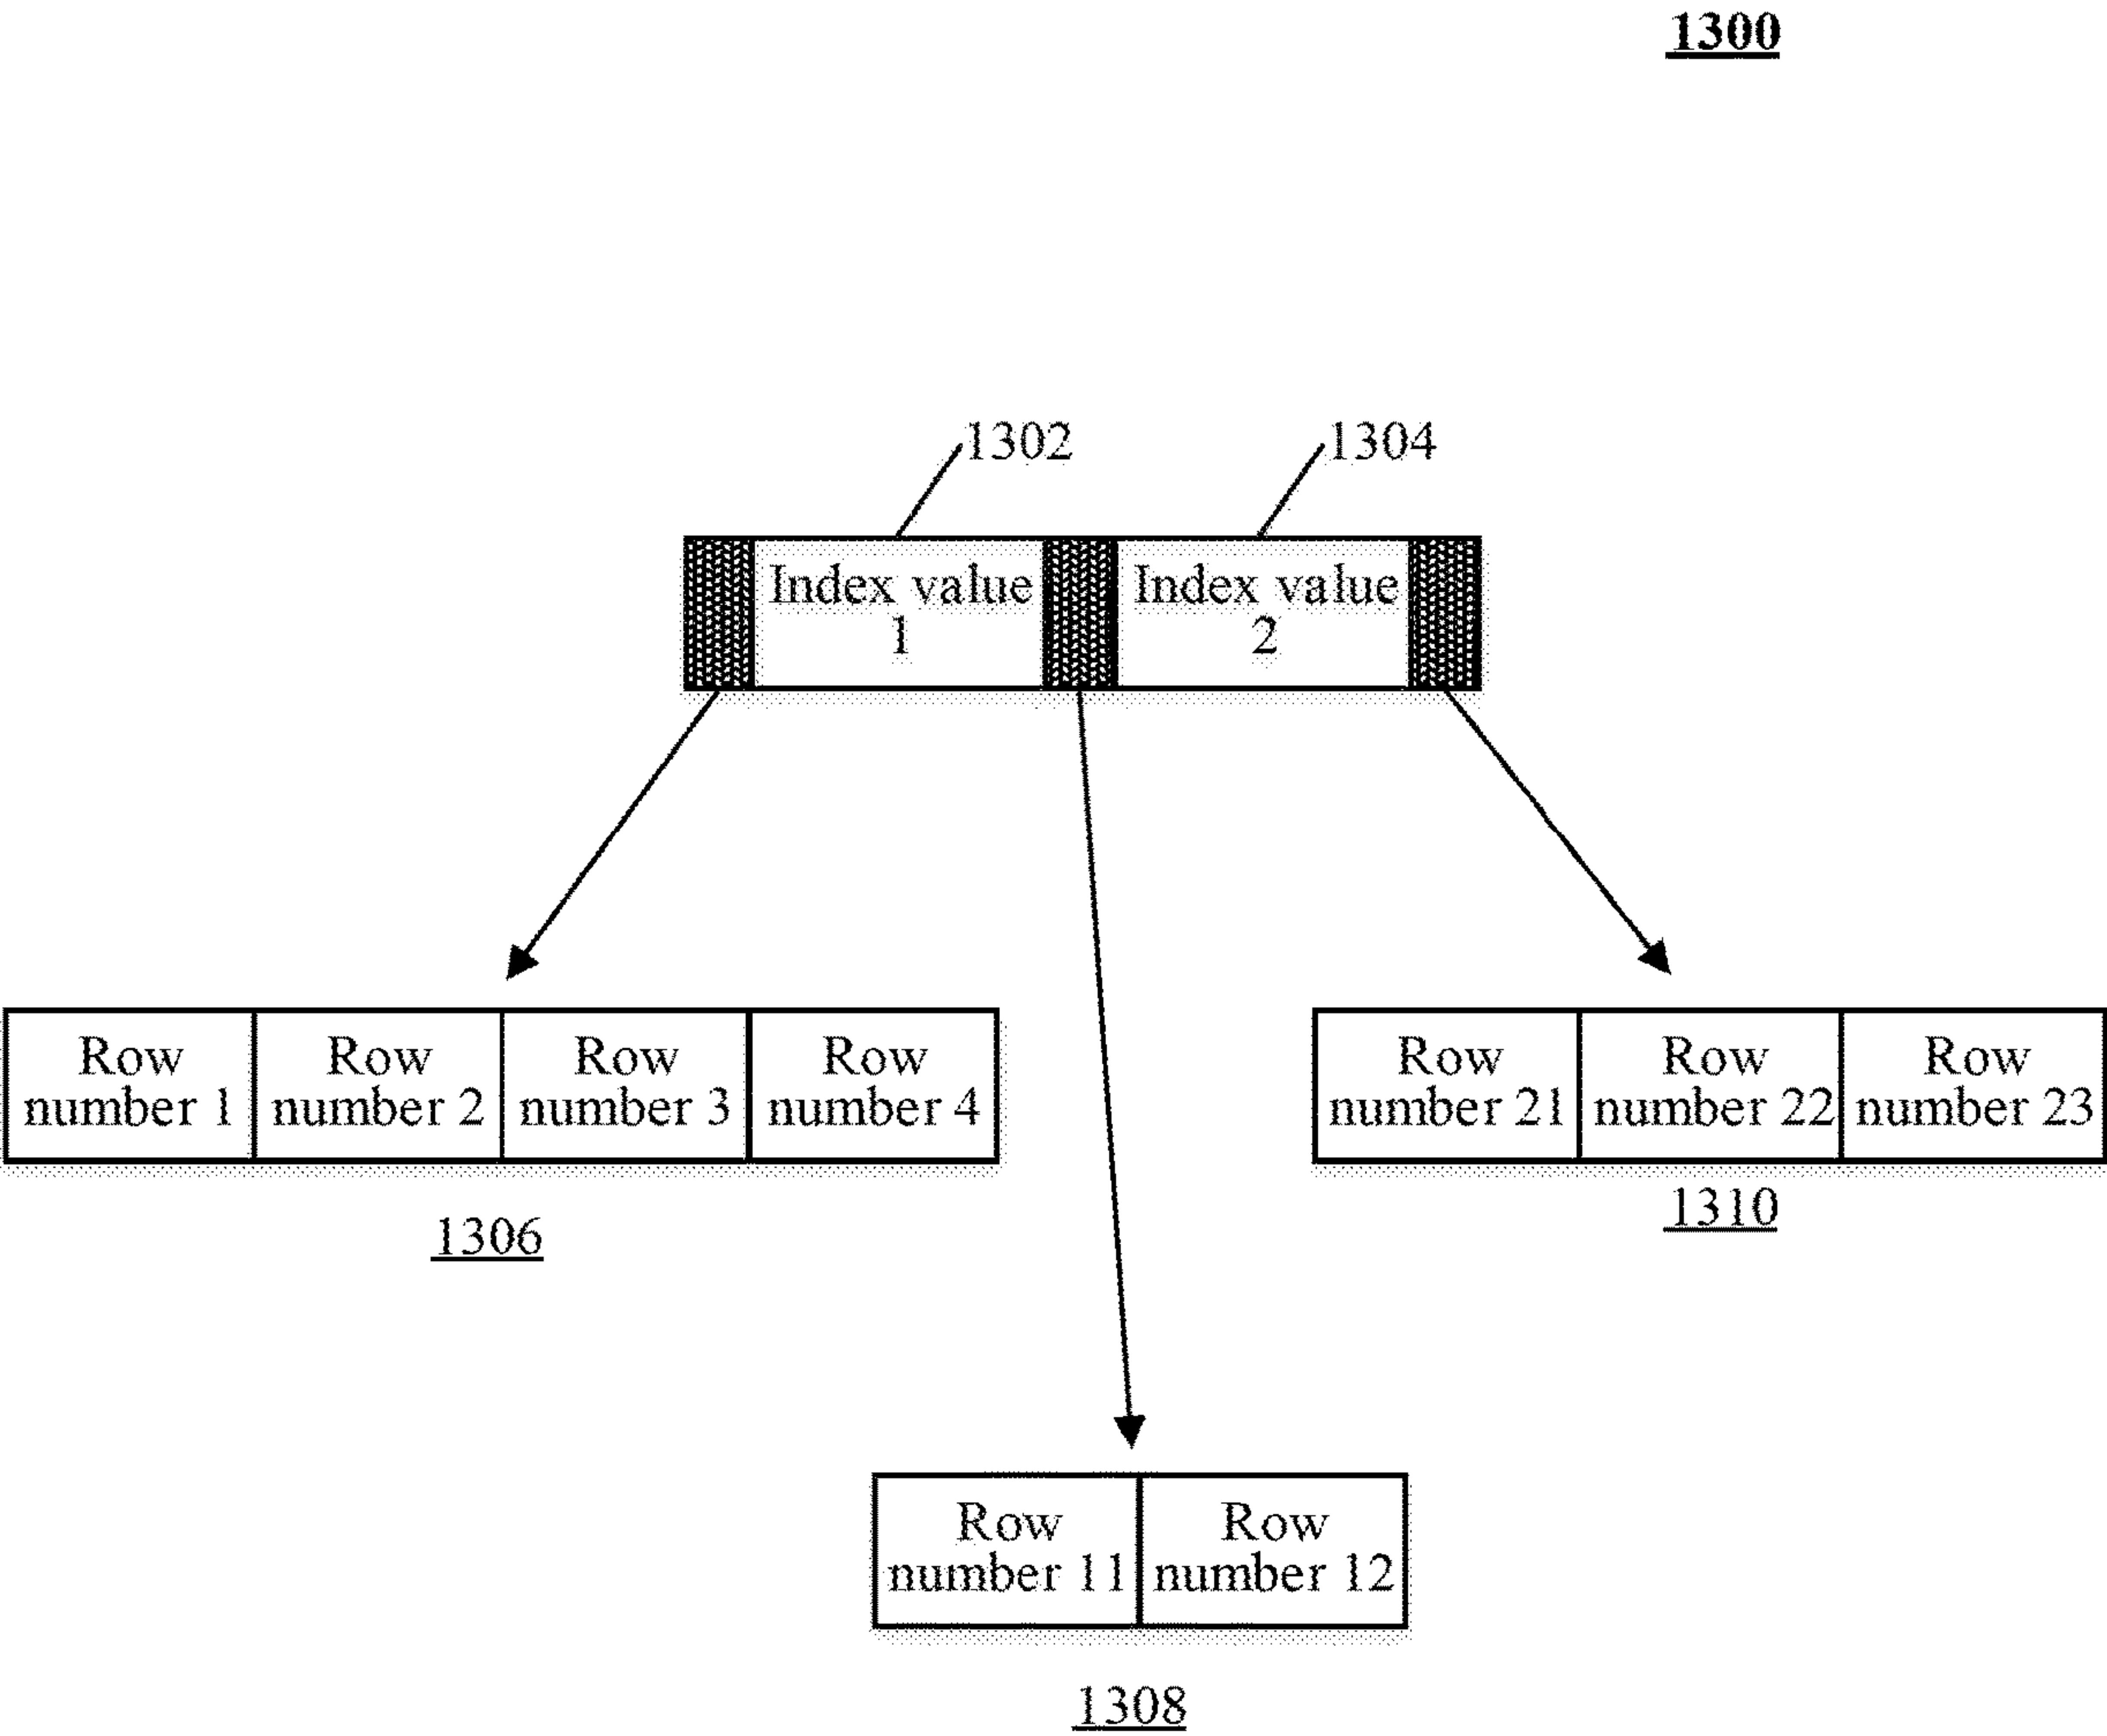 1300
1302
1304
Index value
1
Index value
2
Row
number 1
Row
number 2
Row
number 3
Row
number 4
Row
number 21
Row
number 22
Row
number 23
1306
1310
Row
number 11
Row
number 12
1308